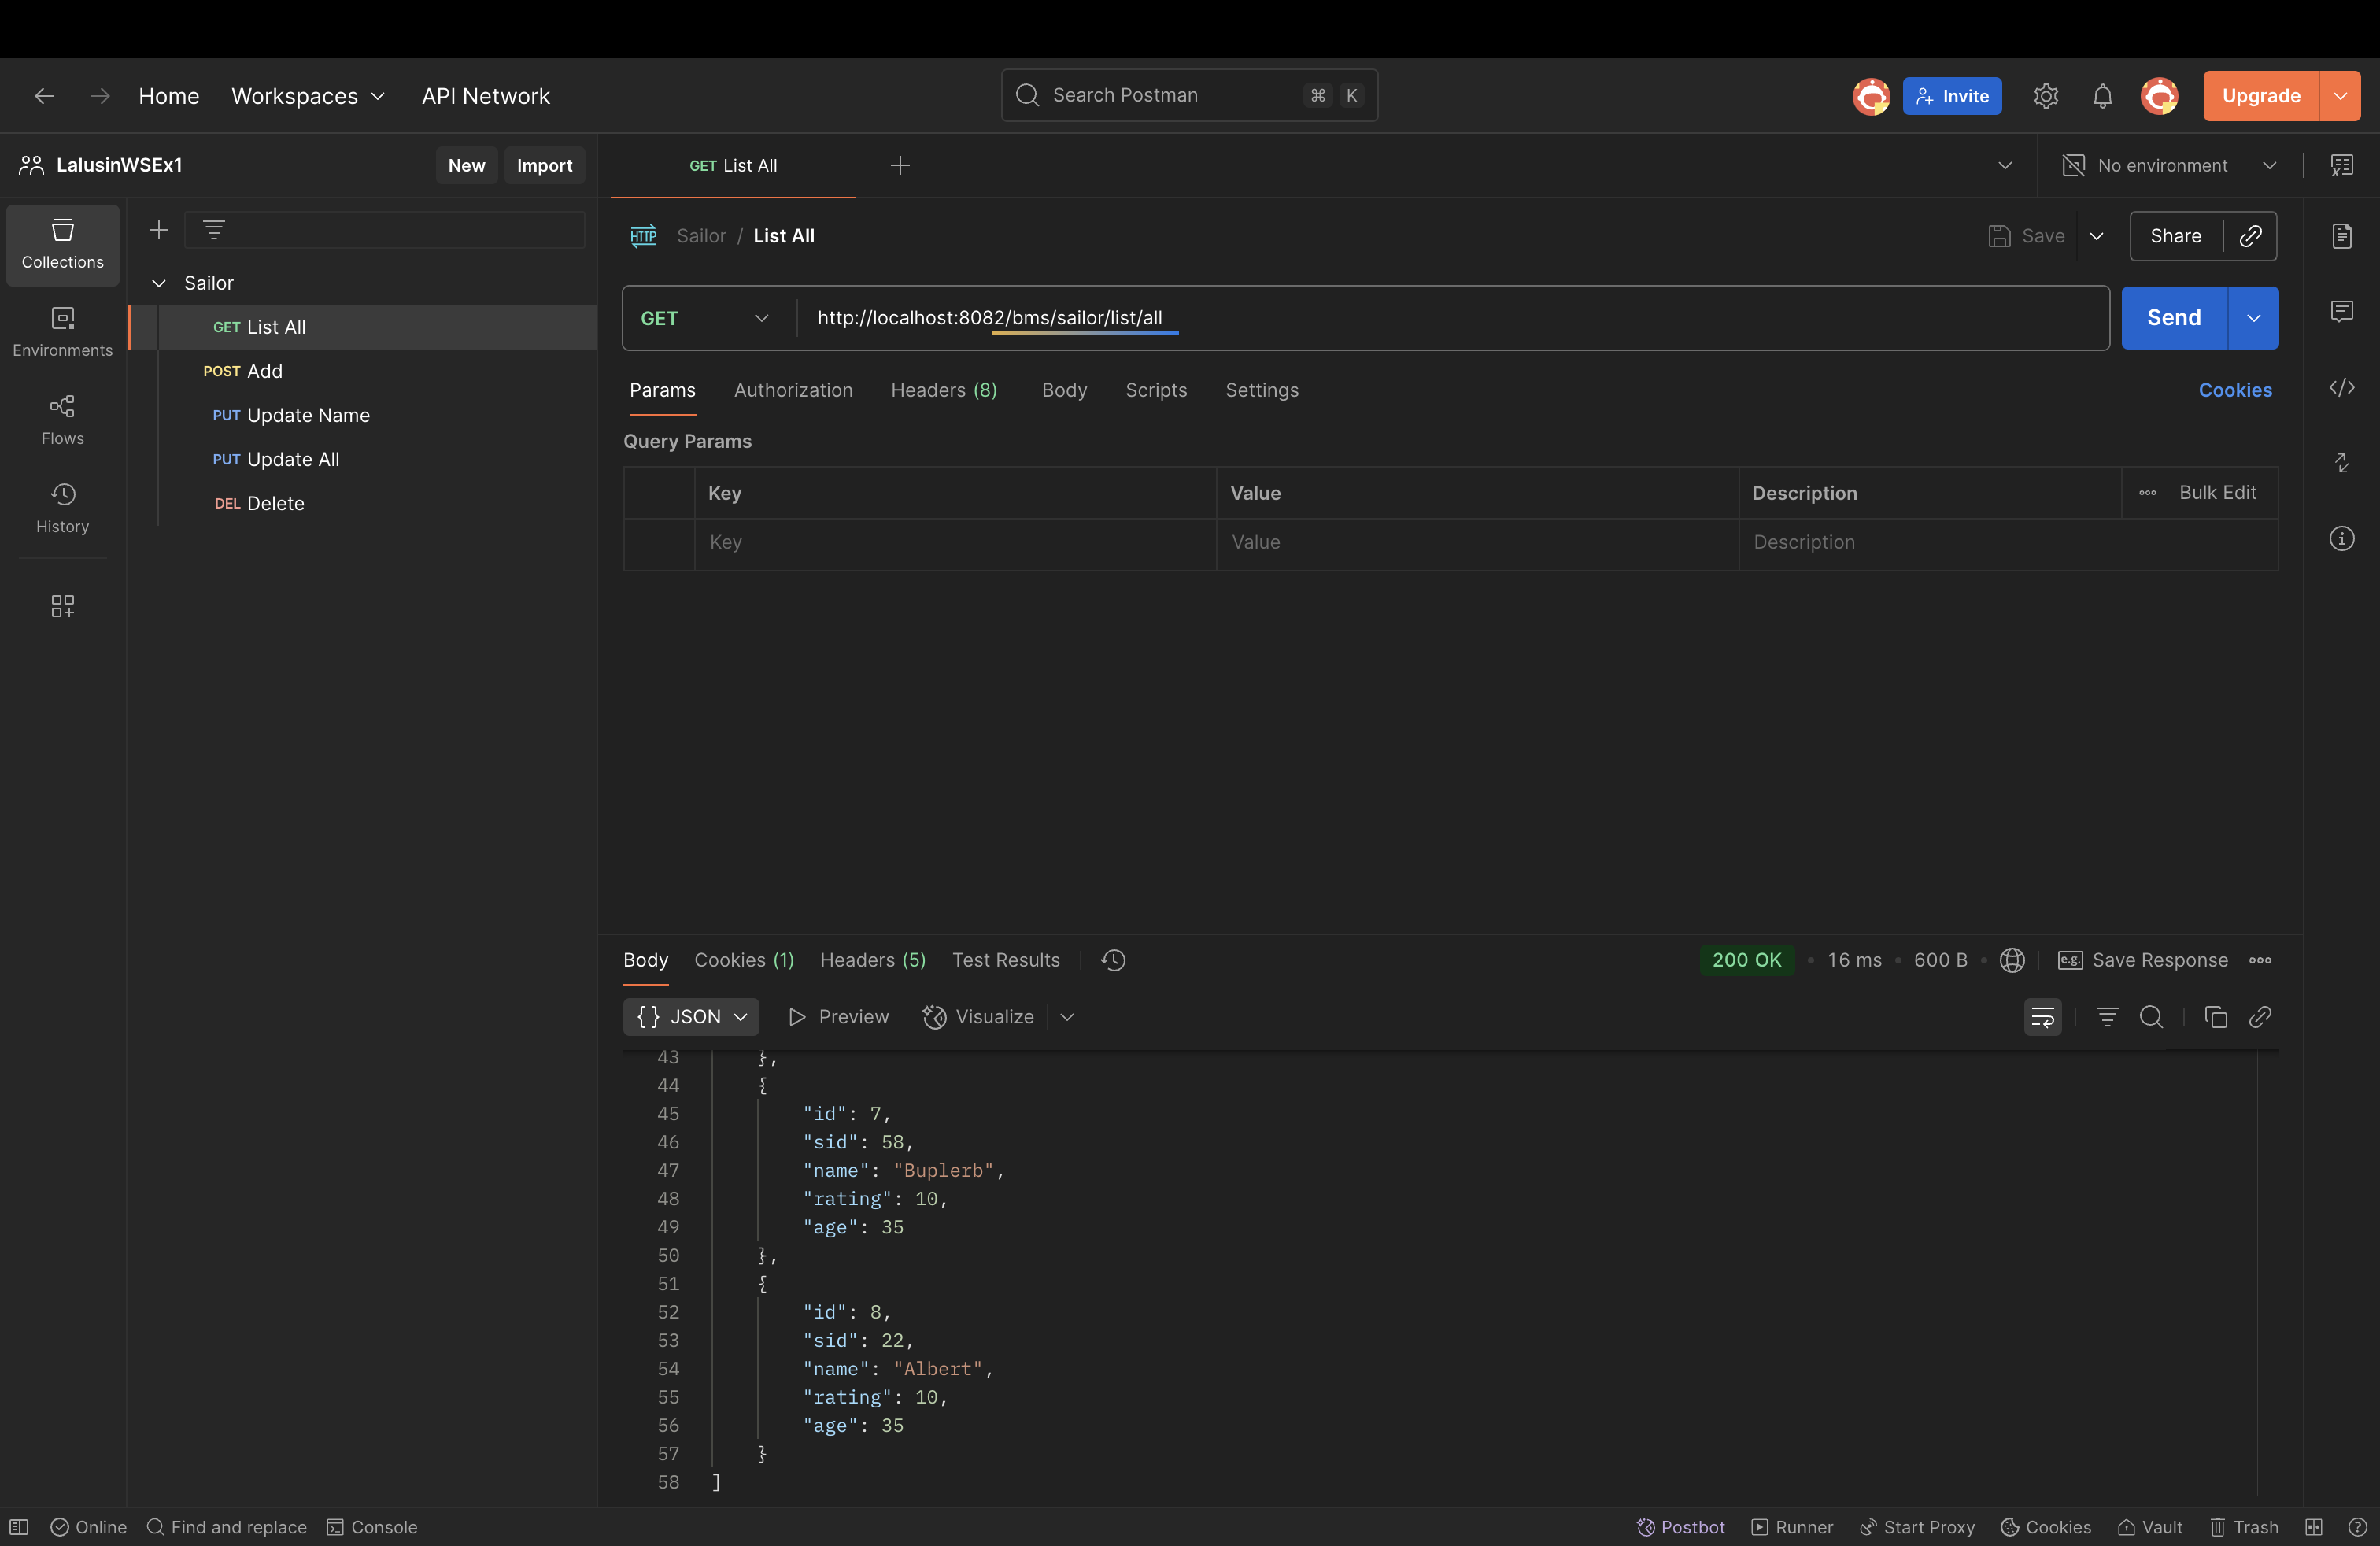 Home Workspaces API Network Search Postman ⌘ K Invite Upgrade
LalusinWSEx1 New Import GET List All No environment
HTTP Sailor / List All Save Share
Collections
Environments
Flows
History
Sailor
GET List All
POST Add
PUT Update Name
PUT Update All
DEL Delete
GET http://localhost:8082/bms/sailor/list/all Send
Params Authorization Headers (8) Body Scripts Settings Cookies
Query Params
Key Value Description Bulk Edit
Key Value Description
Body Cookies (1) Headers (5) Test Results 200 OK • 16 ms • 600 B • e.g. Save Response
{} JSON Preview Visualize
43 },
44 {
45 "id": 7,
46 "sid": 58,
47 "name": "Buplerb",
48 "rating": 10,
49 "age": 35
50 },
51 {
52 "id": 8,
53 "sid": 22,
54 "name": "Albert",
55 "rating": 10,
56 "age": 35
57 }
58 ]
Online Find and replace Console Postbot Runner Start Proxy Cookies Vault Trash